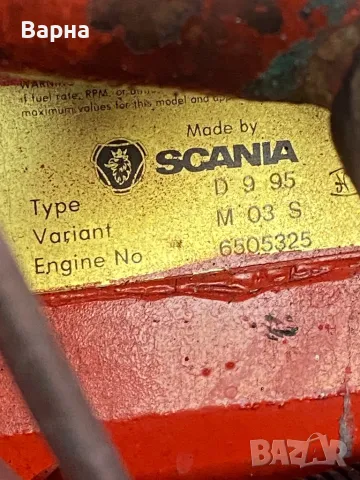 Варна
WARNING
if fuel rate, RPM, or
maximum values for this model and
Made by
SCANIA
Type D 9 95
Variant M 03 S
Engine No 6505325
BAZAR
bg